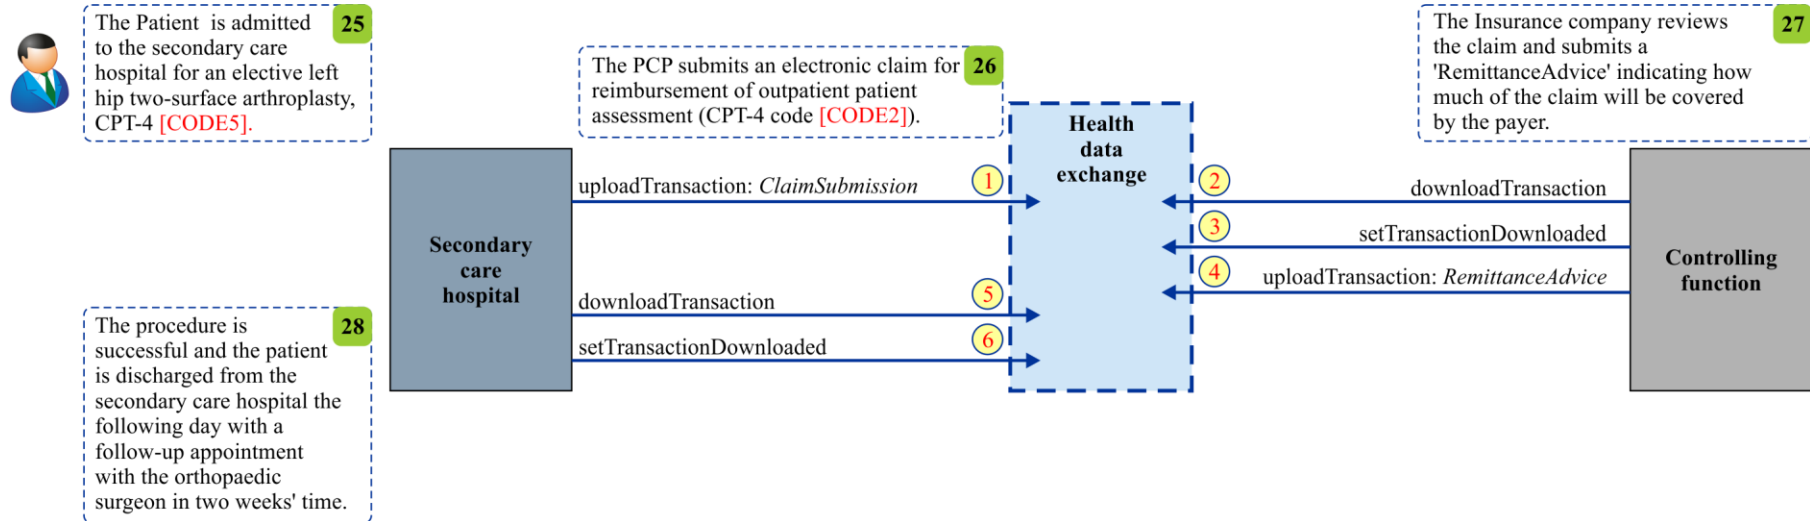 The Patient is admitted
to the secondary care
hospital for an elective left
hip two-surface arthroplasty,
CPT-4 [CODE5].
25
The PCP submits an electronic claim for
reimbursement of outpatient patient
assessment (CPT-4 code [CODE2]).
26
The Insurance company reviews
the claim and submits a
'RemittanceAdvice' indicating how
much of the claim will be covered
by the payer.
27
Health
data
exchange
uploadTransaction: ClaimSubmission
1
2
downloadTransaction
3
setTransactionDownloaded
4
uploadTransaction: RemittanceAdvice
Secondary
care
hospital
Controlling
function
downloadTransaction
5
setTransactionDownloaded
6
The procedure is
successful and the patient
is discharged from the
secondary care hospital the
following day with a
follow-up appointment
with the orthopaedic
surgeon in two weeks' time.
28